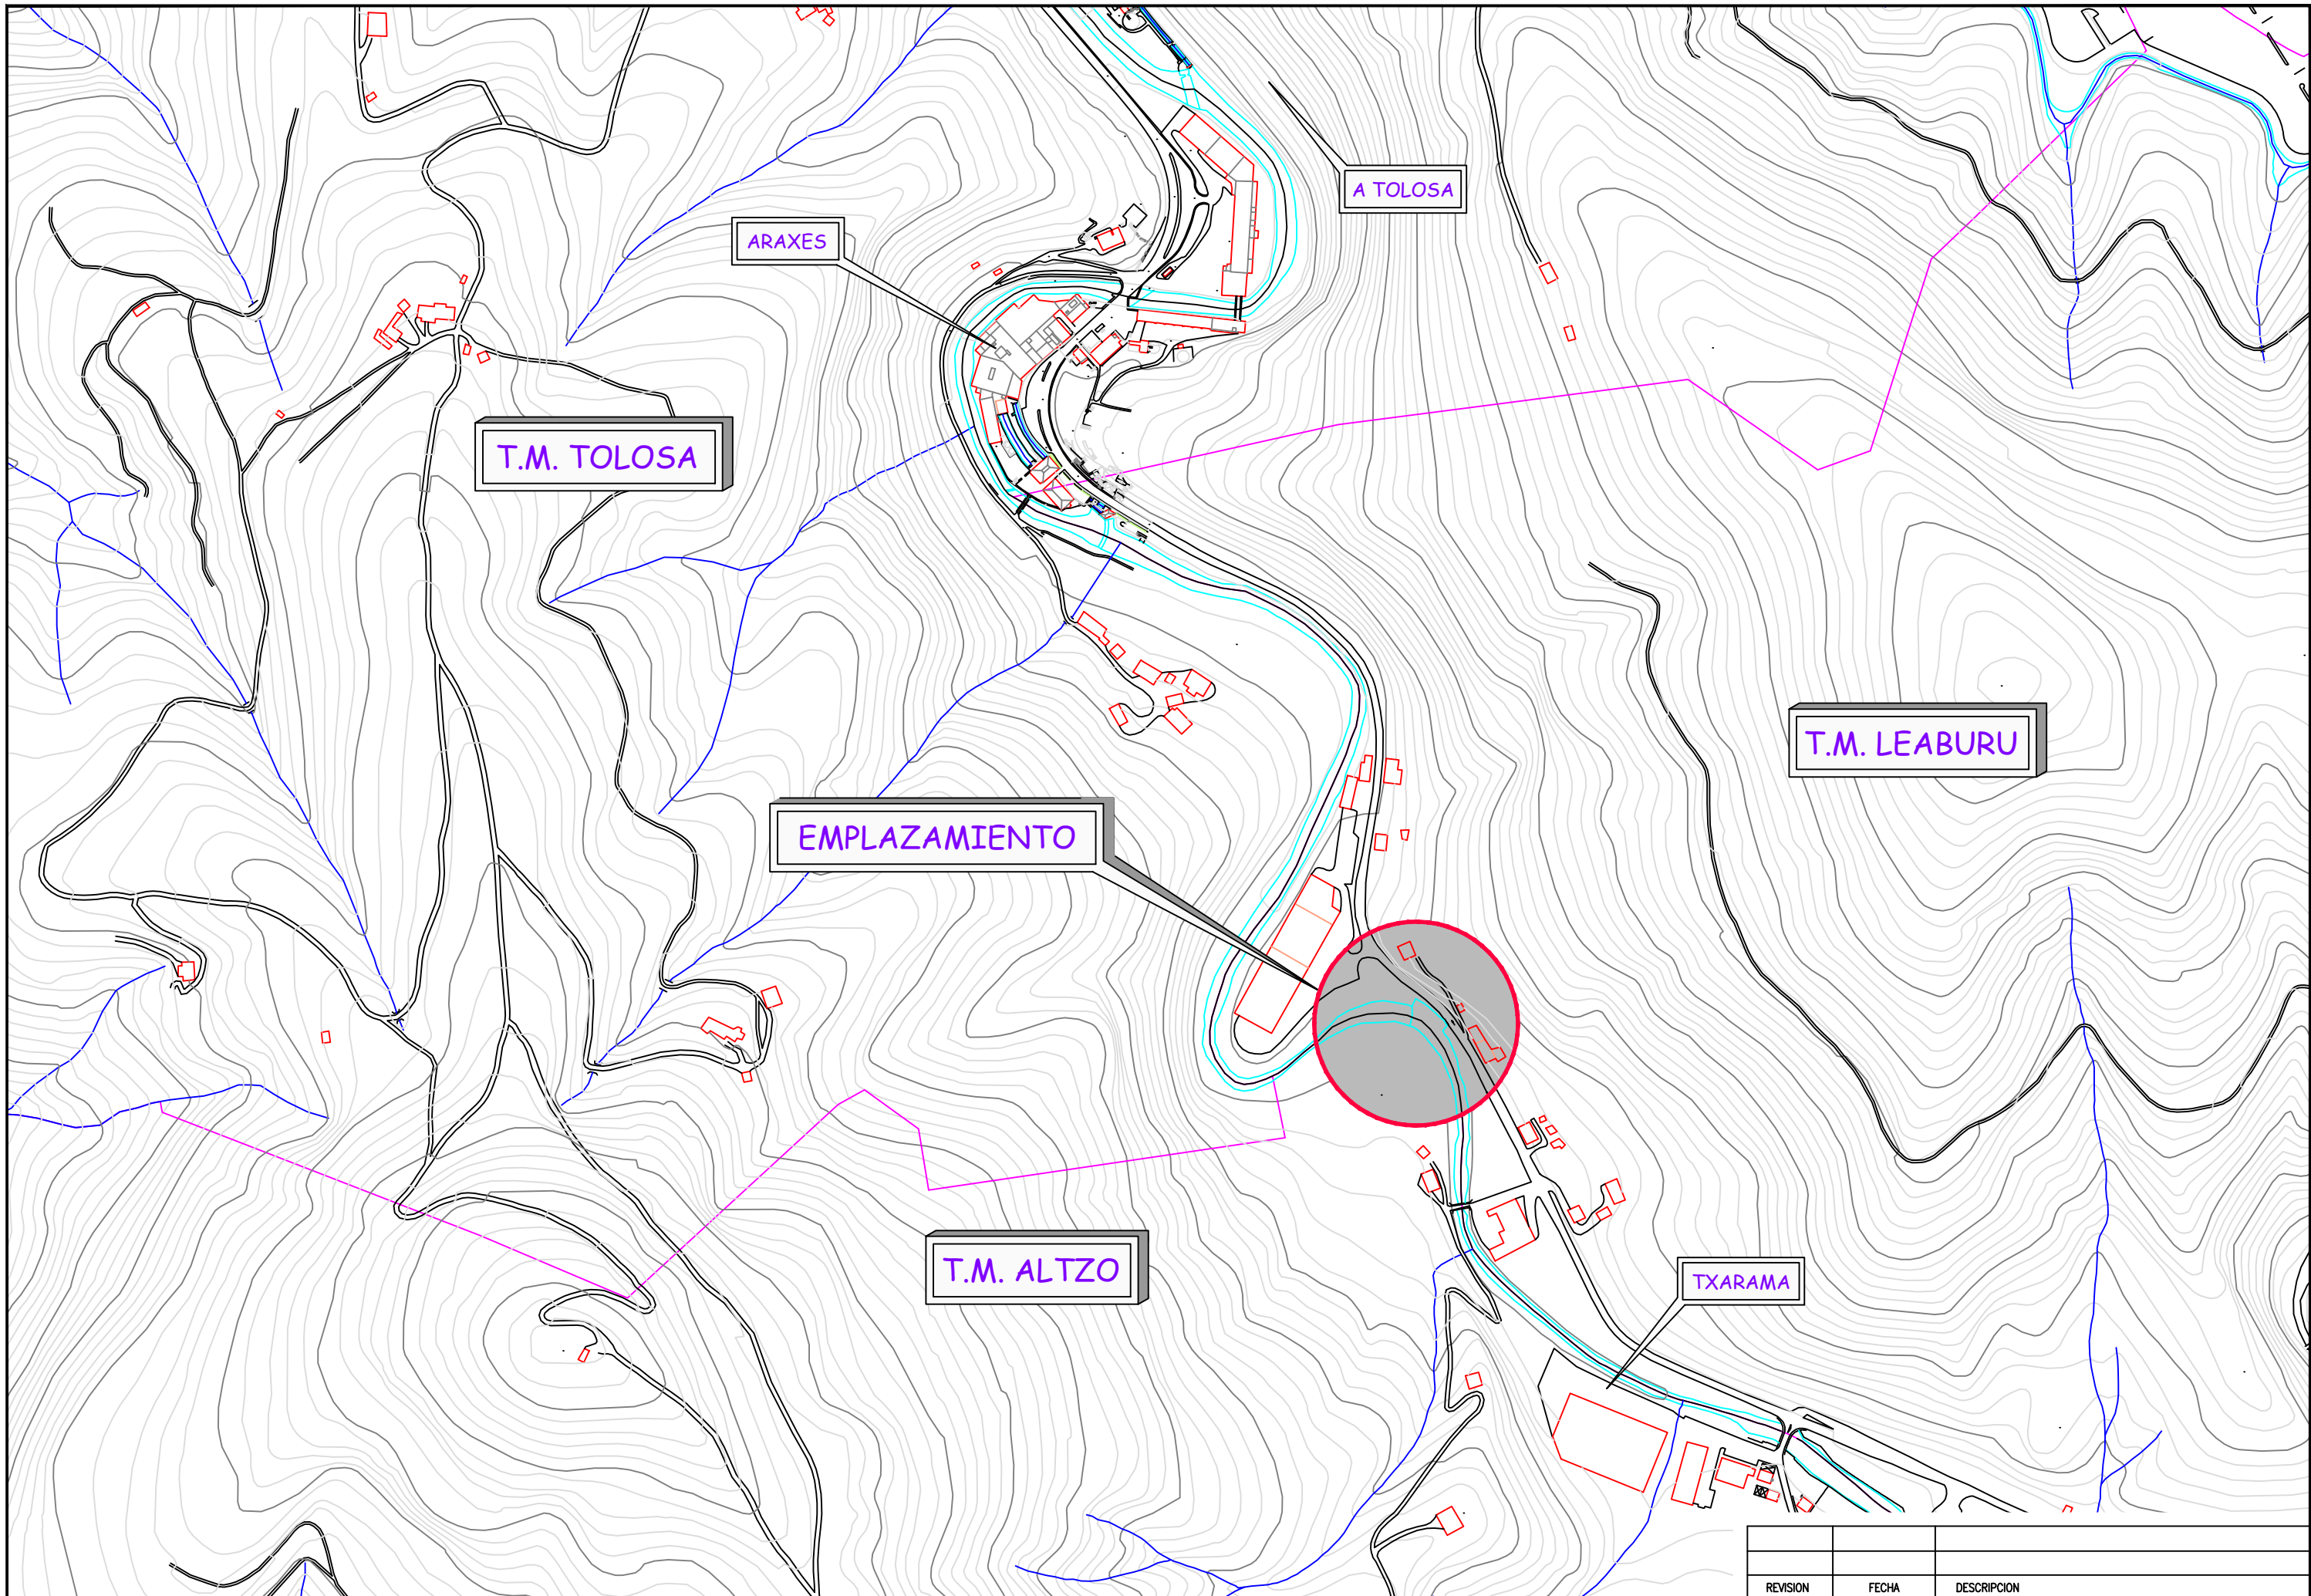 A TOLOSA
ARAXES
T.M. TOLOSA
T.M. LEABURU
EMPLAZAMIENTO
T.M. ALTZO
TXARAMA
REVISION FECHA DESCRIPCION